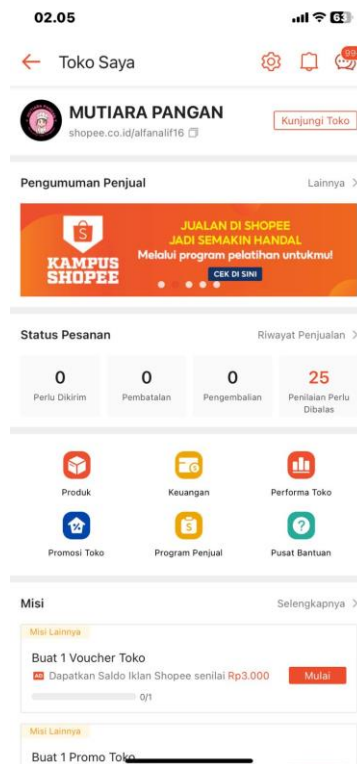 02.05
63
Toko Saya
99
MUTIARA PANGAN
shopee.co.id/alfanalif16
Kunjungi Toko
Pengumuman Penjual
Lainnya
KAMPUS
SHOPEE
JUALAN DI SHOPEE
JADI SEMAKIN HANDAL
Melalui program pelatihan untukmu!
CEK DI SINI
Status Pesanan
Riwayat Penjualan
0
Perlu Dikirim
0
Pembatalan
0
Pengembalian
25
Penilaian Perlu
Dibalas
Produk
Keuangan
Performa Toko
Promosi Toko
Program Penjual
Pusat Bantuan
Misi
Selengkapnya
Misi Lainnya
Buat 1 Voucher Toko
AD Dapatkan Saldo Iklan Shopee senilai Rp3.000
Mulai
0/1
Misi Lainnya
Buat 1 Promo Toko